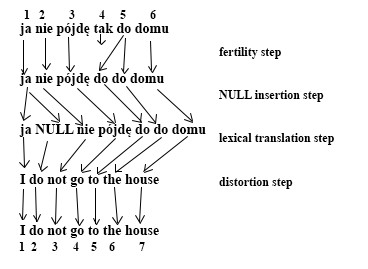 1 2 3 4 5 6
ja nie pójdę tak do domu
fertility step
ja nie pójdę do do domu
NULL insertion step
ja NULL nie pójdę do do domu
lexical translation step
I do not go to the house
distortion step
I do not go to the house
1 2 3 4 5 6 7